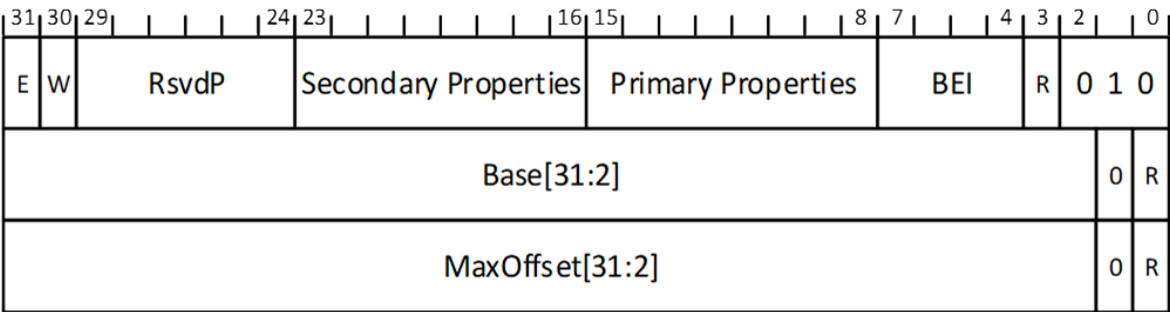 31 30 29 24 23 16 15 8 7 4 3 2 0
E W RsvdP Secondary Properties Primary Properties BEI R 0 1 0
Base[31:2] 0 R
MaxOffset[31:2] 0 R